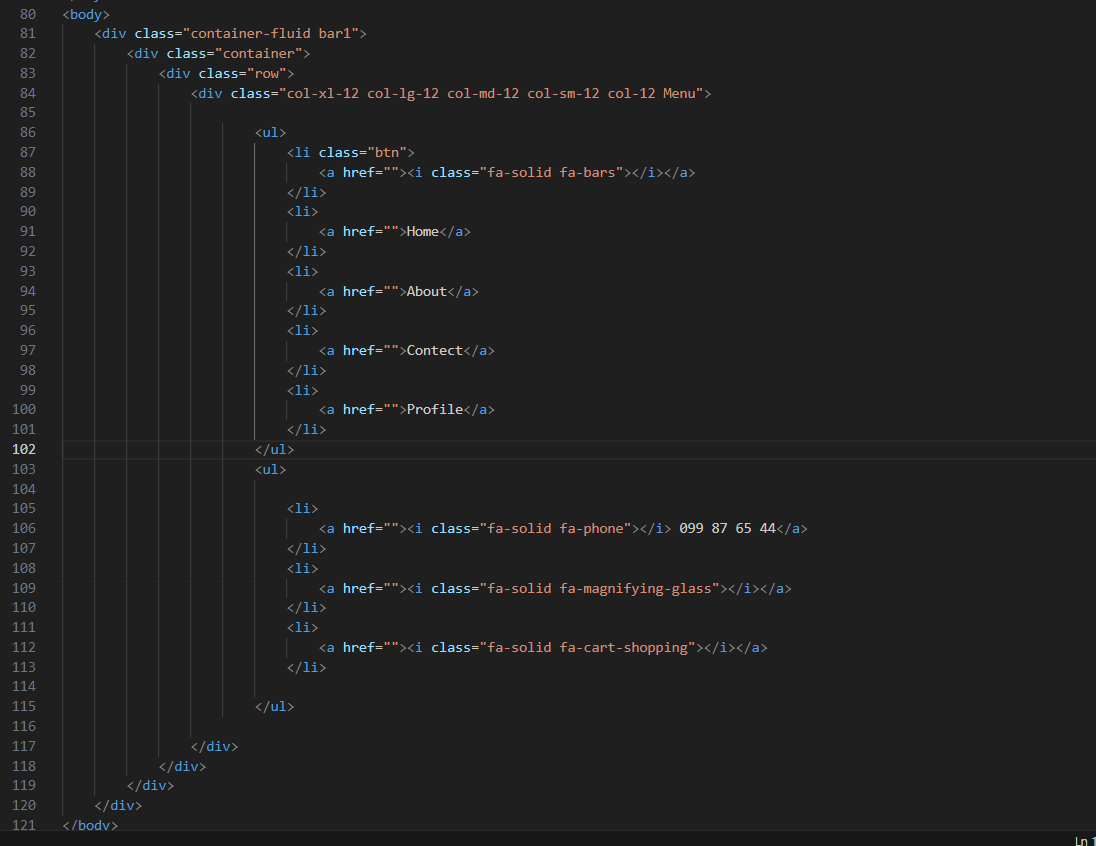 80 <body>
81 <div class="container-fluid bar1">
82 <div class="container">
83 <div class="row">
84 <div class="col-xl-12 col-lg-12 col-md-12 col-sm-12 col-12 Menu">
85
86 <ul>
87 <li class="btn">
88 <a href=""><i class="fa-solid fa-bars"></i></a>
89 </li>
90 <li>
91 <a href="">Home</a>
92 </li>
93 <li>
94 <a href="">About</a>
95 </li>
96 <li>
97 <a href="">Contect</a>
98 </li>
99 <li>
100 <a href="">Profile</a>
101 </li>
102 </ul>
103 <ul>
104
105 <li>
106 <a href=""><i class="fa-solid fa-phone"></i> 099 87 65 44</a>
107 </li>
108 <li>
109 <a href=""><i class="fa-solid fa-magnifying-glass"></i></a>
110 </li>
111 <li>
112 <a href=""><i class="fa-solid fa-cart-shopping"></i></a>
113 </li>
114
115 </ul>
116
117 </div>
118 </div>
119 </div>
120 </div>
121 </body>
Ln